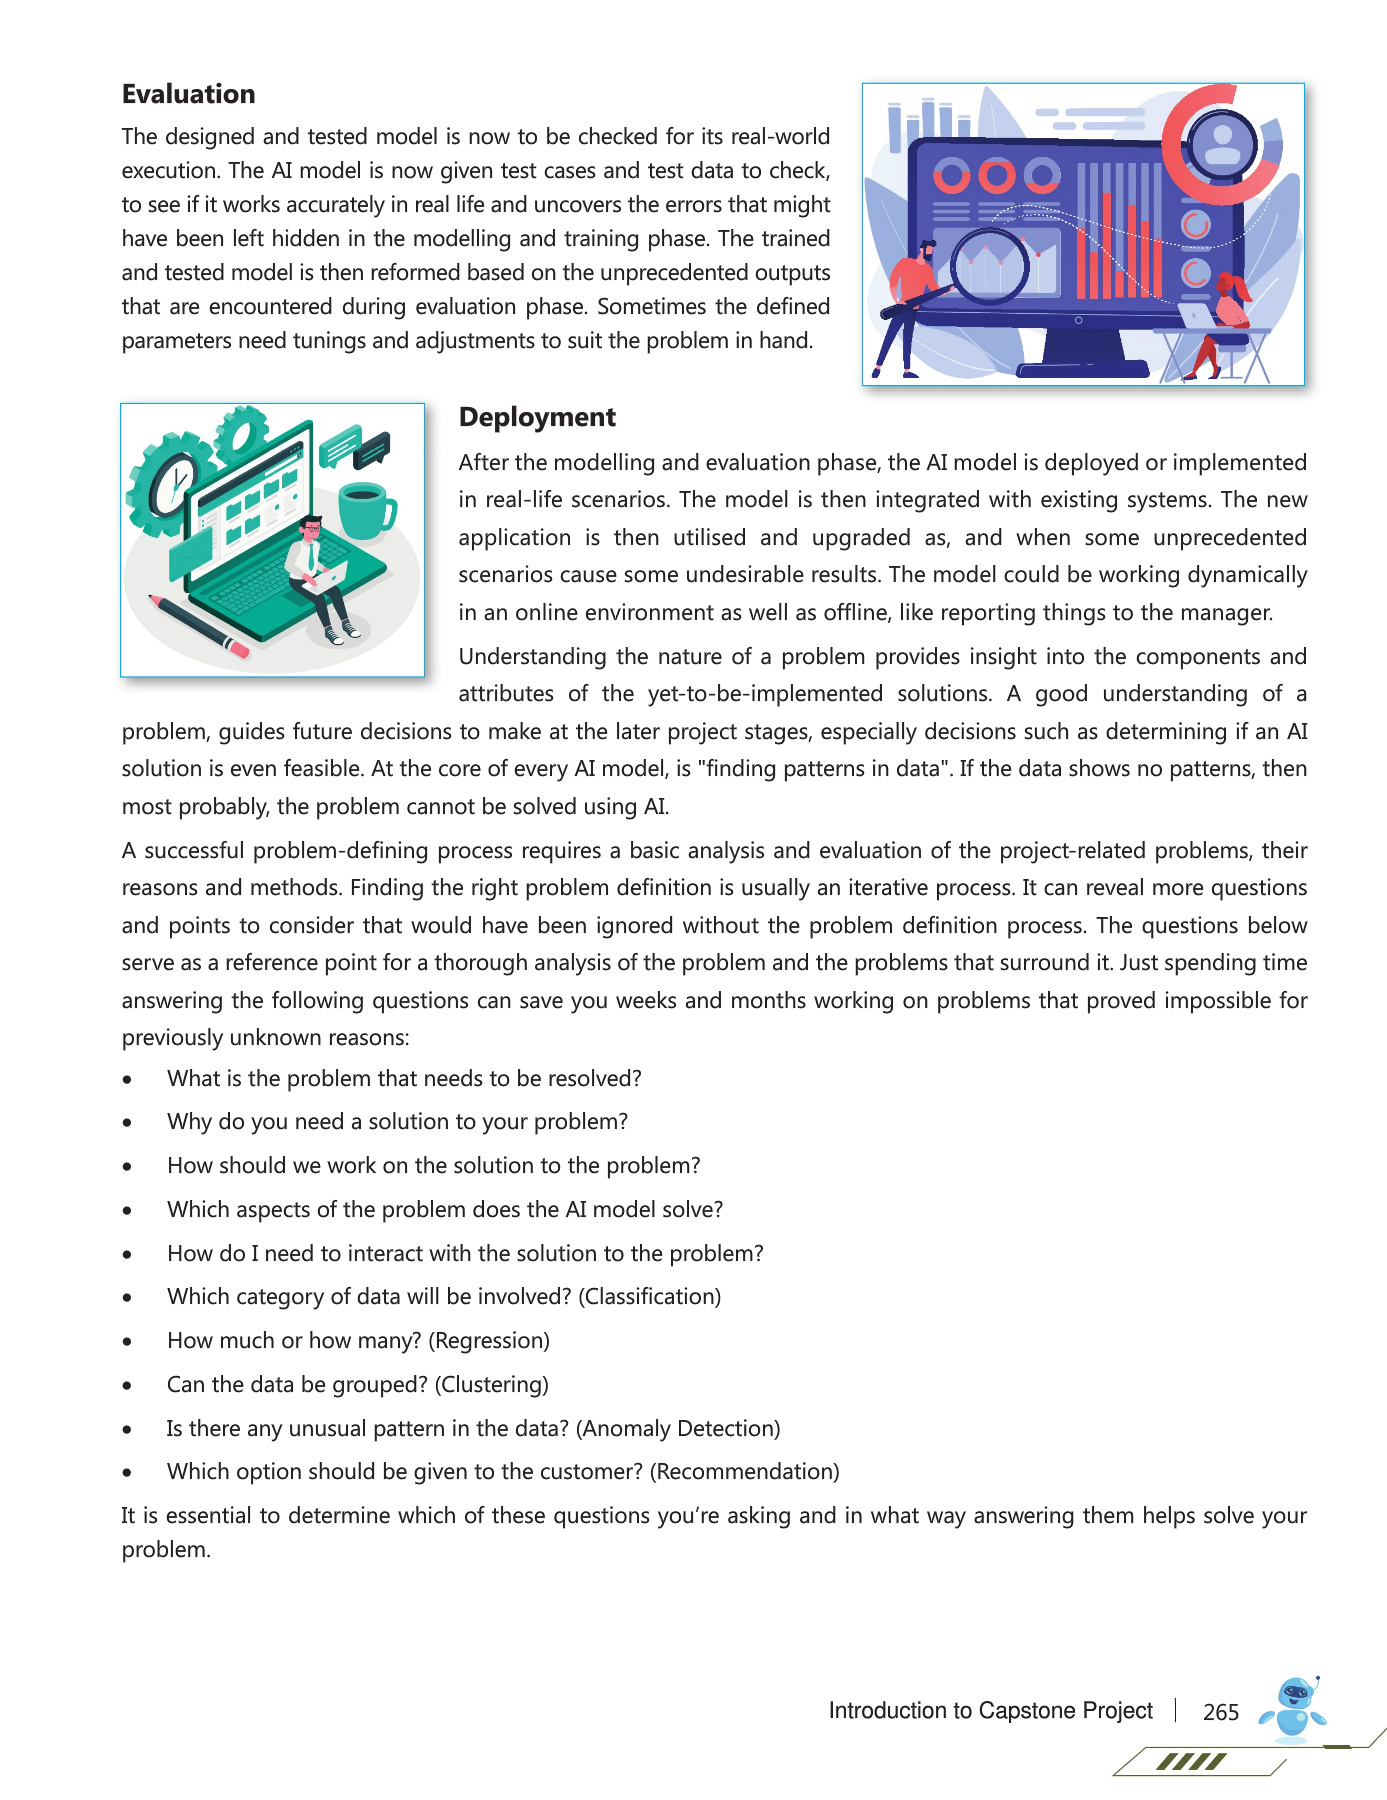 Evaluation
The designed and tested model is now to be checked for its real-world
execution. The AI model is now given test cases and test data to check,
to see if it works accurately in real life and uncovers the errors that might
have been left hidden in the modelling and training phase. The trained
and tested model is then reformed based on the unprecedented outputs
that are encountered during evaluation phase. Sometimes the defined
parameters need tunings and adjustments to suit the problem in hand.
Deployment
After the modelling and evaluation phase, the AI model is deployed or implemented
in real-life scenarios. The model is then integrated with existing systems. The new
application is then utilised and upgraded as, and when some unprecedented
scenarios cause some undesirable results. The model could be working dynamically
in an online environment as well as offline, like reporting things to the manager.
Understanding the nature of a problem provides insight into the components and
attributes of the yet-to-be-implemented solutions. A good understanding of a
problem, guides future decisions to make at the later project stages, especially decisions such as determining if an AI
solution is even feasible. At the core of every AI model, is "finding patterns in data". If the data shows no patterns, then
most probably, the problem cannot be solved using AI.
A successful problem-defining process requires a basic analysis and evaluation of the project-related problems, their
reasons and methods. Finding the right problem definition is usually an iterative process. It can reveal more questions
and points to consider that would have been ignored without the problem definition process. The questions below
serve as a reference point for a thorough analysis of the problem and the problems that surround it. Just spending time
answering the following questions can save you weeks and months working on problems that proved impossible for
previously unknown reasons:
• What is the problem that needs to be resolved?
• Why do you need a solution to your problem?
• How should we work on the solution to the problem?
• Which aspects of the problem does the AI model solve?
• How do I need to interact with the solution to the problem?
• Which category of data will be involved? (Classification)
• How much or how many? (Regression)
• Can the data be grouped? (Clustering)
• Is there any unusual pattern in the data? (Anomaly Detection)
• Which option should be given to the customer? (Recommendation)
It is essential to determine which of these questions you’re asking and in what way answering them helps solve your
problem.
Introduction to Capstone Project | 265